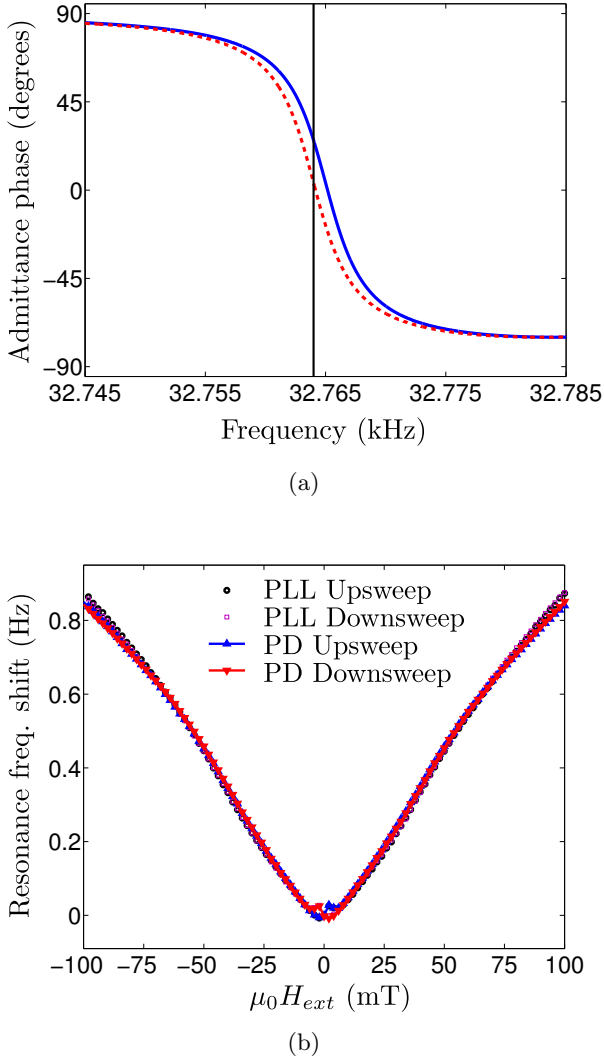 90
45
0
−45
−90
Admittance phase (degrees)
32.745 32.755 32.765 32.775 32.785
Frequency (kHz)
(a)
PLL Upsweep
PLL Downsweep
PD Upsweep
PD Downsweep
0.8
0.6
0.4
0.2
0
Resonance freq. shift (Hz)
−100 −75 −50 −25 0 25 50 75 100
μ₀H_ext (mT)
(b)